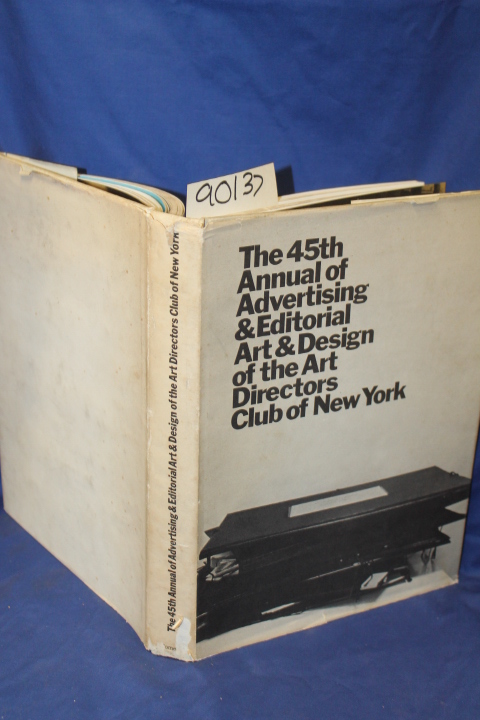 90137
The 45th
Annual of
Advertising
& Editorial
Art & Design
of the Art
Directors
Club of New York
The 45th Annual of Advertising & Editorial Art & Design of the Art Directors Club of New York